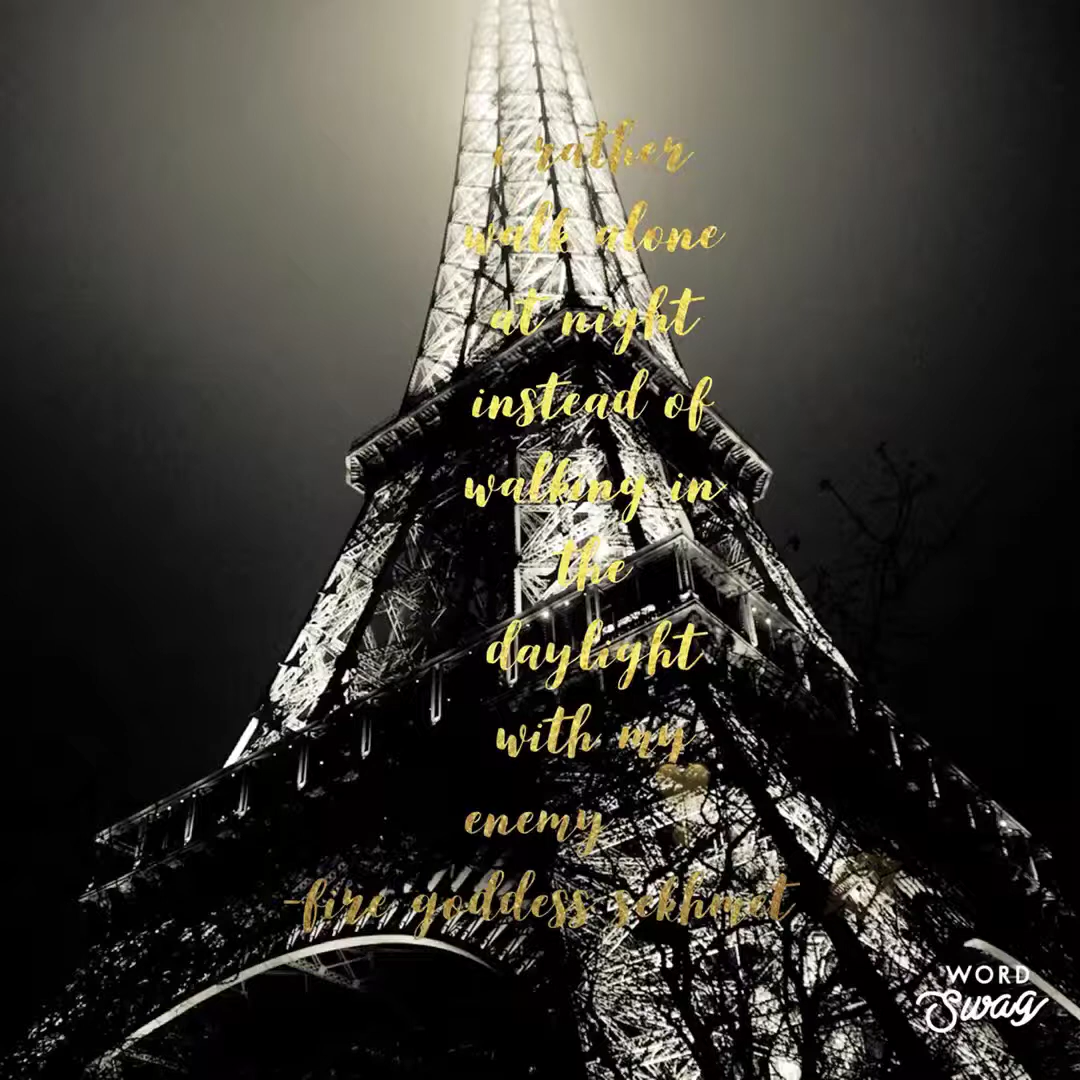 i rather
walk alone
at night
instead of
walking in
the
daylight
with my
enemy
-fire goddess sekhmet
WORD
Swag